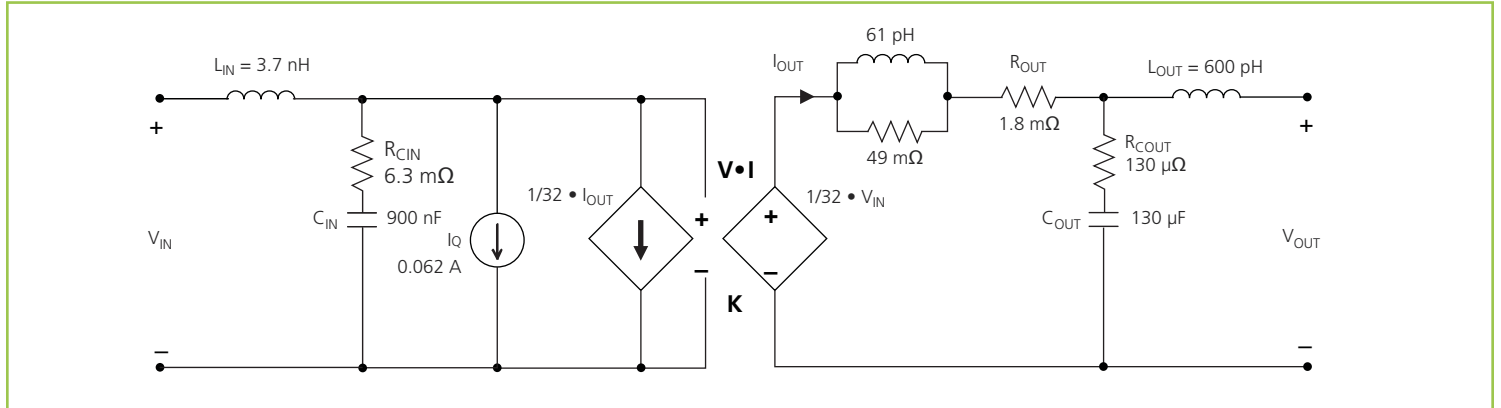 L_IN = 3.7 nH
+
R_CIN
6.3 mΩ
C_IN 900 nF
V_IN
I_Q
0.062 A
1/32 • I_OUT
V•I
+
–
K
+
–
1/32 • V_IN
I_OUT
61 pH
49 mΩ
R_OUT
1.8 mΩ
L_OUT = 600 pH
+
R_COUT
130 µΩ
C_OUT 130 µF
V_OUT
–
–